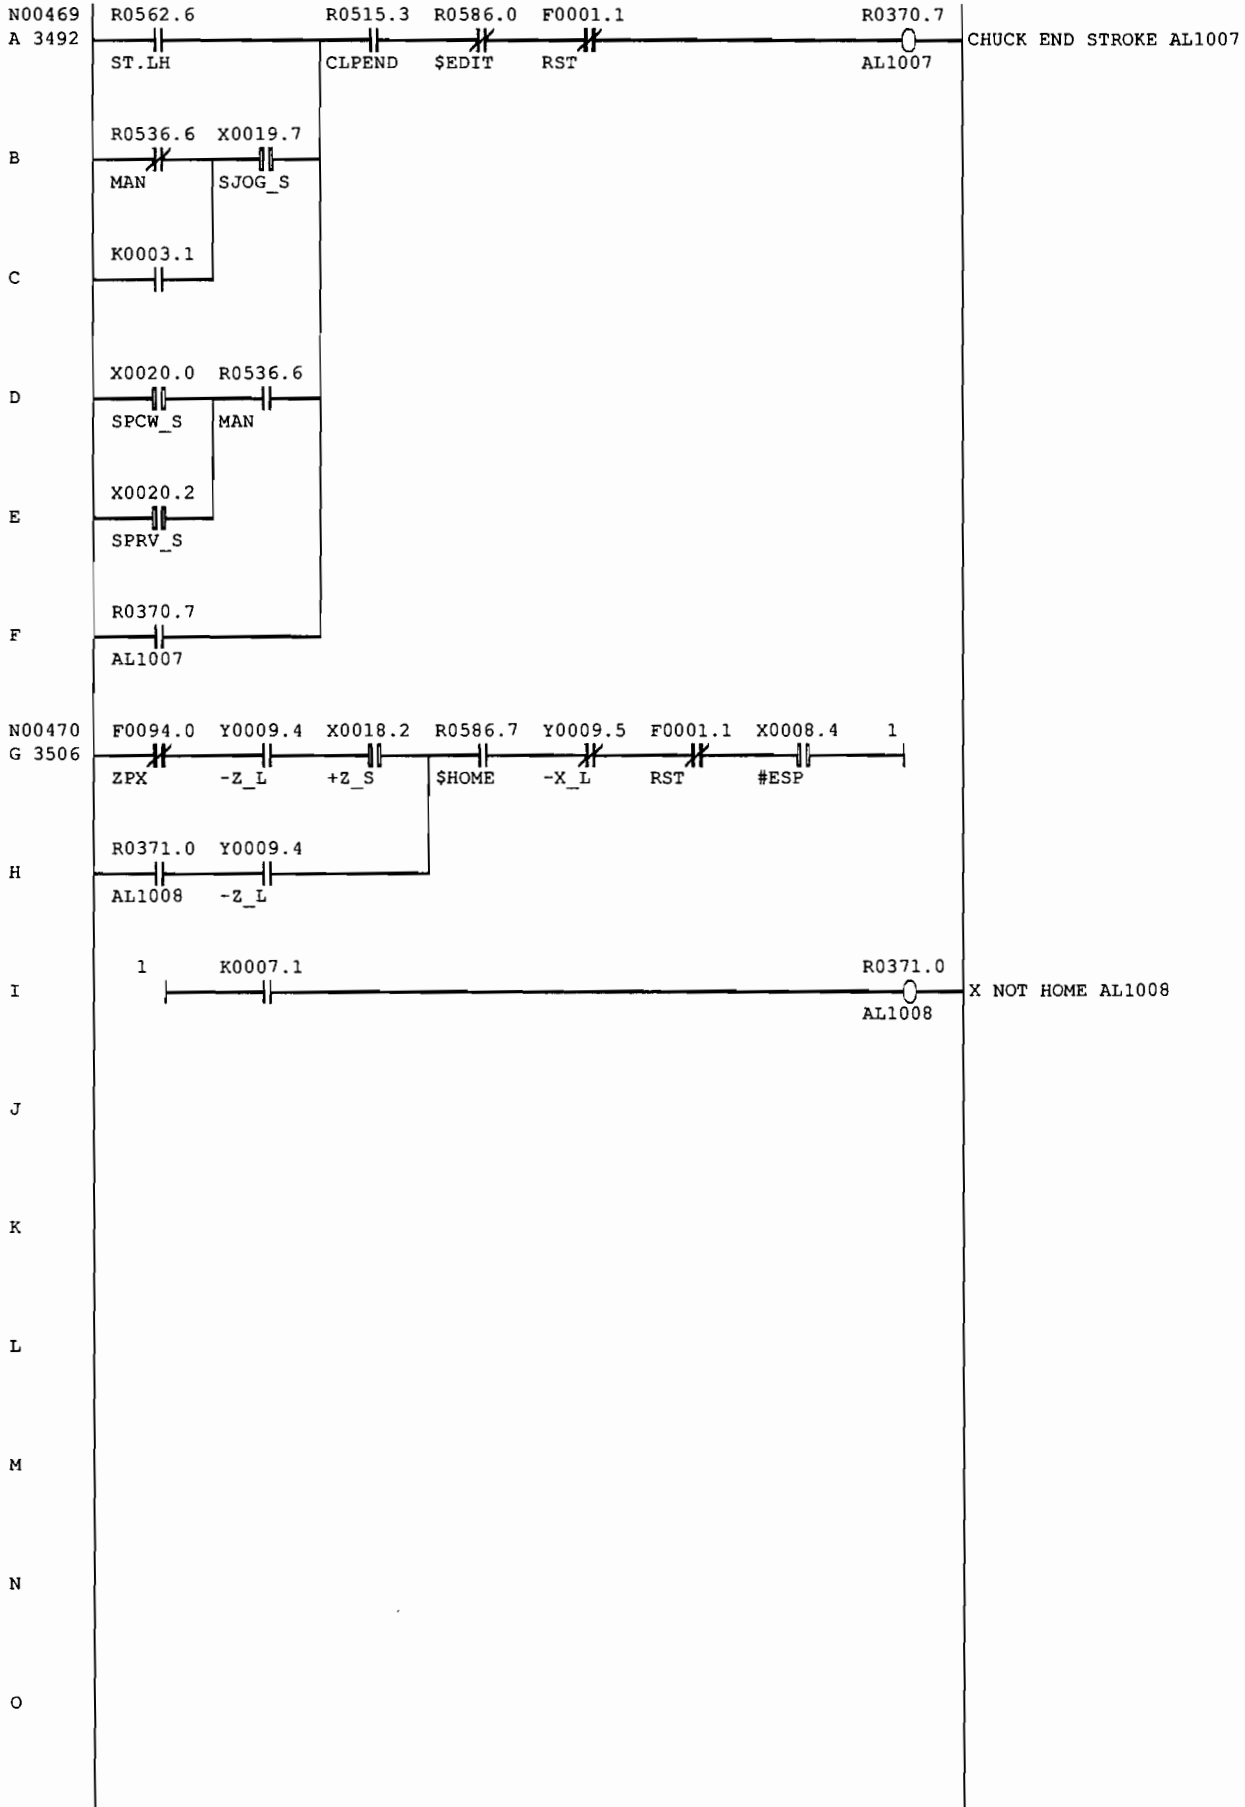 N00469 R0562.6 R0515.3 R0586.0 F0001.1 R0370.7
A 3492 CHUCK END STROKE AL1007
ST.LH CLPEND $EDIT RST AL1007
R0536.6 X0019.7
B
MAN SJOG_S
K0003.1
C
X0020.0 R0536.6
D
SPCW_S MAN
X0020.2
E
SPRV_S
R0370.7
F
AL1007
N00470 F0094.0 Y0009.4 X0018.2 R0586.7 Y0009.5 F0001.1 X0008.4 1
G 3506
ZPX -Z_L +Z_S $HOME -X_L RST #ESP
R0371.0 Y0009.4
H
AL1008 -Z_L
1 K0007.1 R0371.0
I X NOT HOME AL1008
AL1008
J
K
L
M
N
O